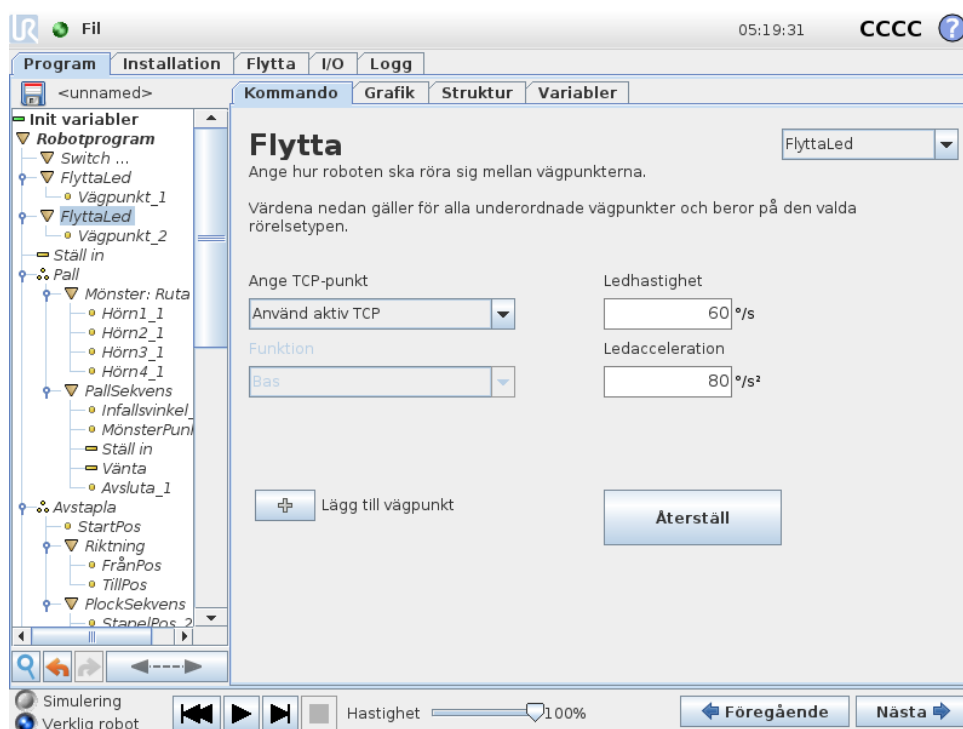 UR Fil 05:19:31 CCCC ?
Program Installation Flytta I/O Logg
<unnamed>
Kommando Grafik Struktur Variabler
Init variabler
Robotprogram
Switch ...
FlyttaLed
Vägpunkt_1
FlyttaLed
Vägpunkt_2
Ställ in
Pall
Mönster: Ruta
Hörn1_1
Hörn2_1
Hörn3_1
Hörn4_1
PallSekvens
Infallsvinkel_
MönsterPunk
Ställ in
Vänta
Avsluta_1
Avstapla
StartPos
Riktning
FrånPos
TillPos
PlockSekvens
StapelPos_2
Flytta
FlyttaLed
Ange hur roboten ska röra sig mellan vägpunkterna.
Värdena nedan gäller för alla underordnade vägpunkter och beror på den valda
rörelsetypen.
Ange TCP-punkt
Använd aktiv TCP
Funktion
Bas
Ledhastighet
60 °/s
Ledacceleration
80 °/s²
Lägg till vägpunkt
Återställ
Simulering
Verklig robot
Hastighet 100%
Föregående
Nästa